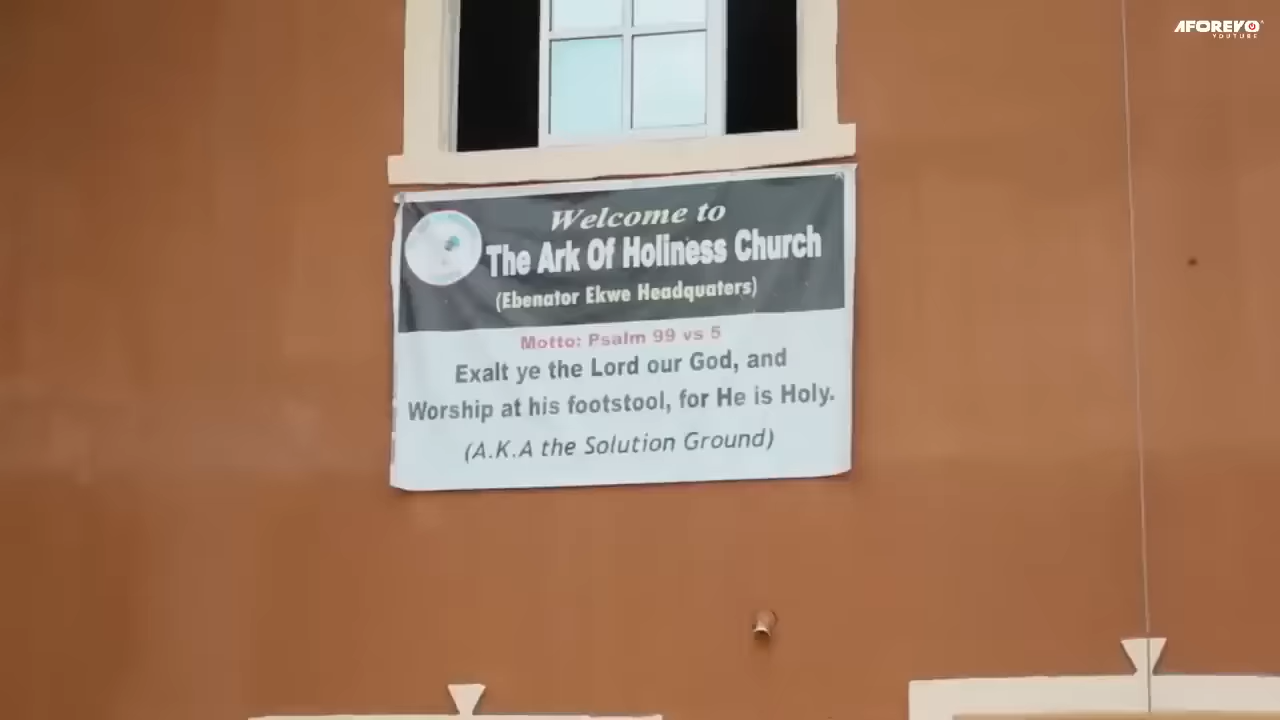 AFOREVO
YOUTUBE
Welcome to
The Ark Of Holiness Church
(Ebenator Ekwe Headquaters)
Motto: Psalm 99 vs 5
Exalt ye the Lord our God, and
Worship at his footstool, for He is Holy.
(A.K.A the Solution Ground)